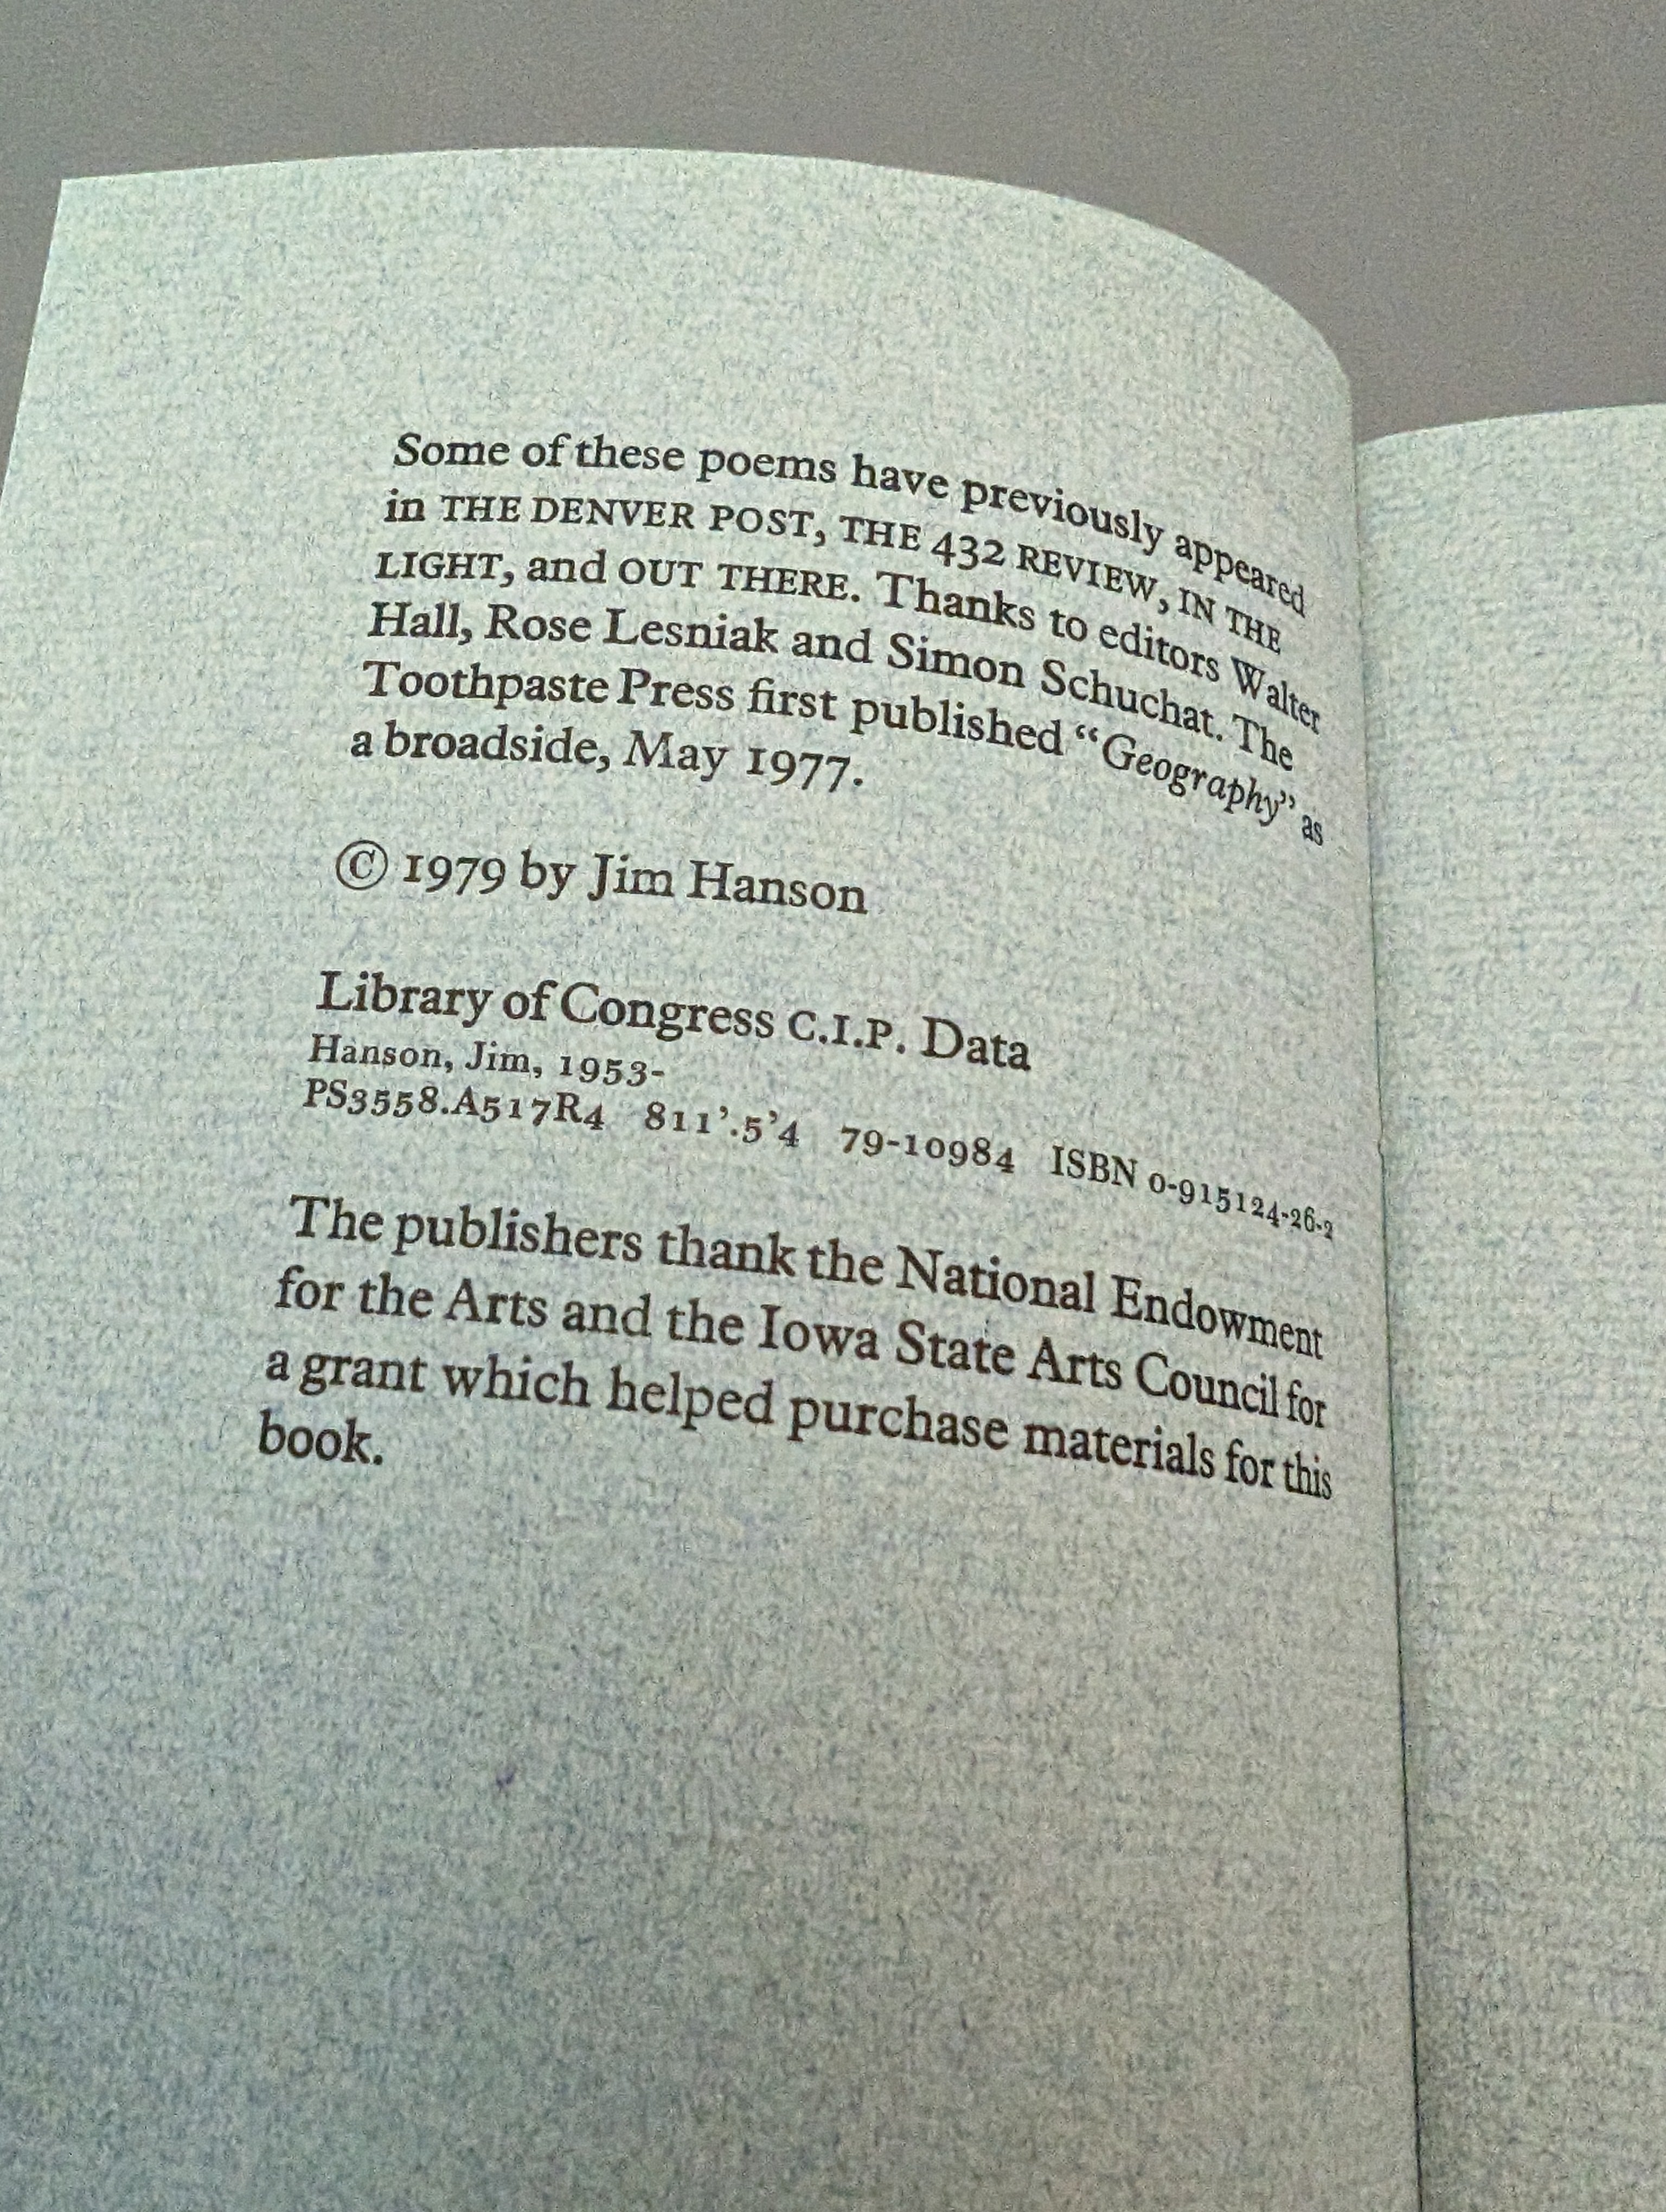 Some of these poems have previously appeared
in THE DENVER POST, THE 432 REVIEW, IN THE
LIGHT, and OUT THERE. Thanks to editors Walter
Hall, Rose Lesniak and Simon Schuchat. The
Toothpaste Press first published “Geography” as
a broadside, May 1977.
© 1979 by Jim Hanson
Library of Congress C.I.P. Data
Hanson, Jim, 1953-
PS3558.A517R4 811’.5’4 79-10984 ISBN 0-915124-26-2
The publishers thank the National Endowment
for the Arts and the Iowa State Arts Council for
a grant which helped purchase materials for this
book.